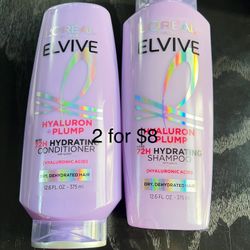 L'ORÉAL
ELVIVE
HYALURON
+ PLUMP
72H HYDRATING
CONDITIONER
HYALURONIC ACID
DRY, DEHYDRATED HAIR
12.6 FL OZ - 375 ml
L'ORÉAL
ELVIVE
HYALURON
+ PLUMP
72H HYDRATING
SHAMPOO
HYALURONIC ACID
DRY, DEHYDRATED HAIR
12.6 FL OZ - 375 ml
2 for $8